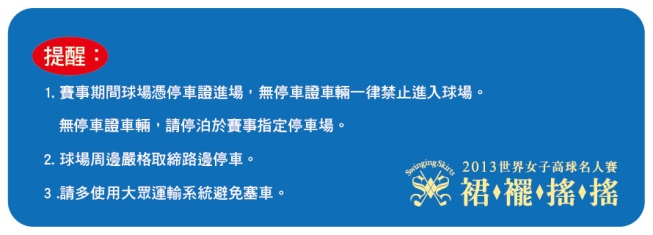 提醒：
1. 賽事期間球場憑停車證進場，無停車證車輛一律禁止進入球場。
無停車證車輛，請停泊於賽事指定停車場。
2. 球場周邊嚴格取締路邊停車。
3 .請多使用大眾運輸系統避免塞車。
Swinging Skirts
2013世界女子高球名人賽
裙襬搖搖